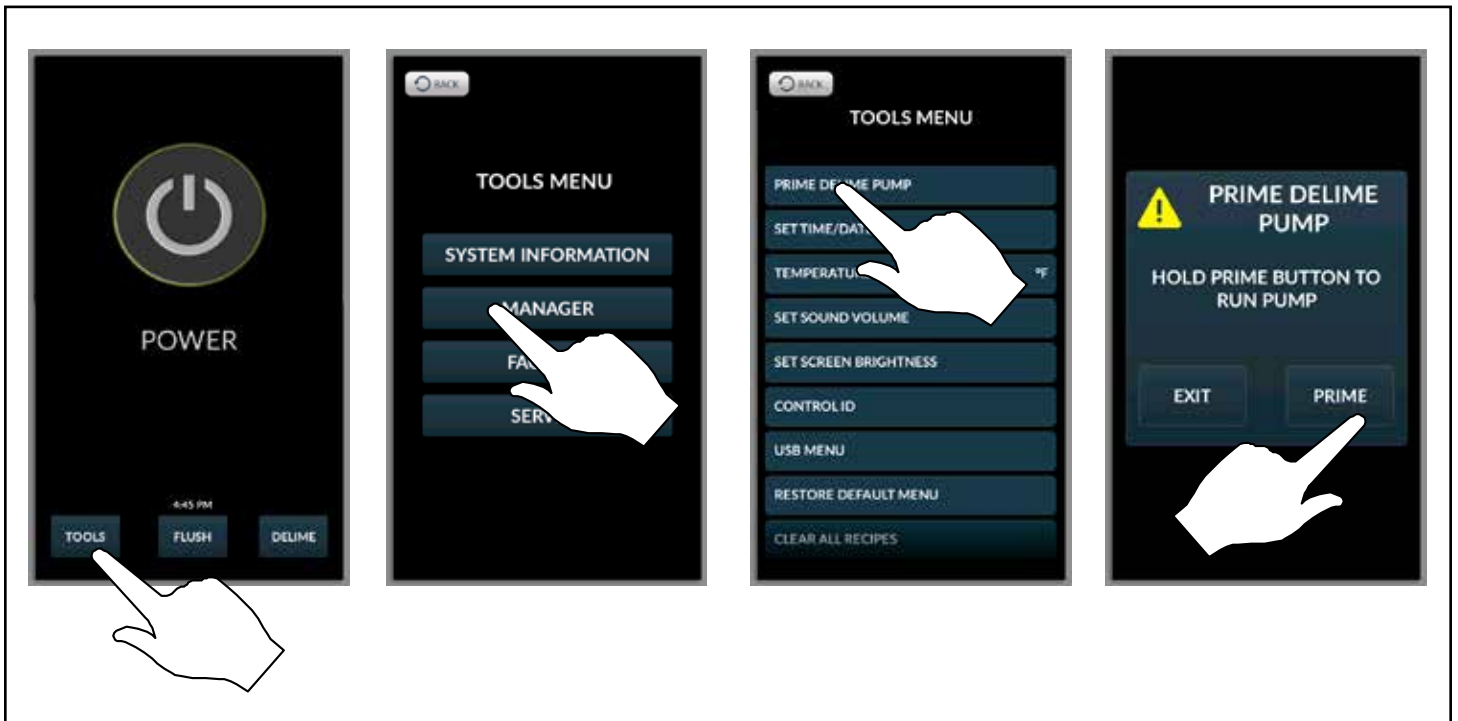 POWER
4:45 PM
TOOLS
FLUSH
DELIME
BACK
TOOLS MENU
SYSTEM INFORMATION
MANAGER
BACK
TOOLS MENU
PRIME DELIME PUMP
SET TIME/
°F
SET SOUND VOLUME
SET SCREEN BRIGHTNESS
CONTROL ID
USB MENU
RESTORE DEFAULT MENU
CLEAR ALL RECIPES
PRIME DELIME
PUMP
HOLD PRIME BUTTON TO
RUN PUMP
EXIT
PRIME